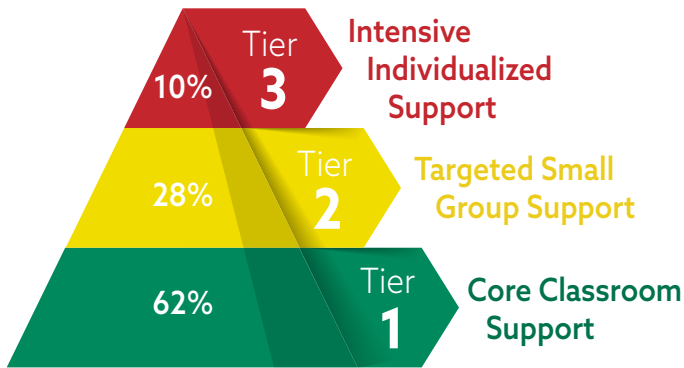 10%
Tier
3
Intensive
Individualized
Support
28%
Tier
2
Targeted Small
Group Support
62%
Tier
1
Core Classroom
Support